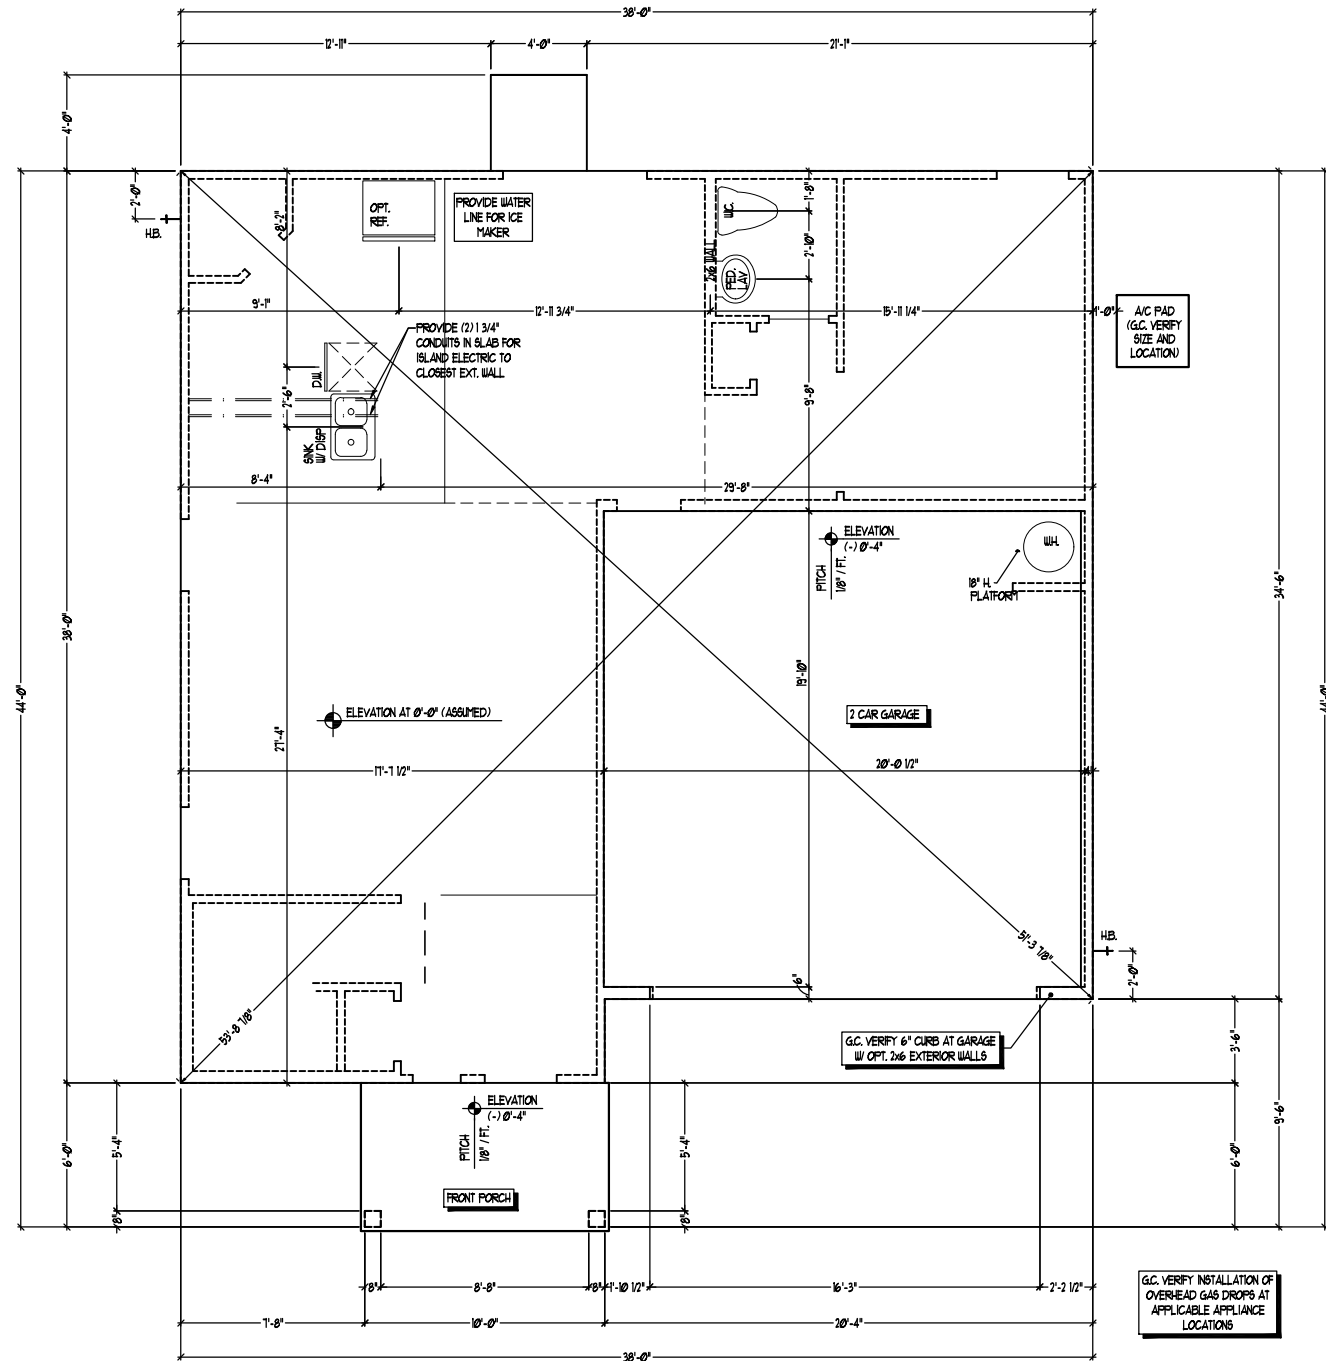 38'-0"
12'-11"
4'-0"
21'-1"
4'-0"
2'-0"
H.B.
8'-2"
OPT.
REF.
PROVIDE WATER
LINE FOR ICE
MAKER
W.C.
1'-8"
2'-10"
2x6 WALL
PED.
LAV.
9'-1"
12'-11 3/4"
15'-11 1/4"
1'-0"
A/C PAD
(G.C. VERIFY
SIZE AND
LOCATION)
PROVIDE (2) 1 3/4"
CONDUITS IN SLAB FOR
ISLAND ELECTRIC TO
CLOSEST EXT. WALL
D.W.
2'-6"
SINK
W/ DISP
9'-8"
8'-4"
29'-8"
ELEVATION
(-) 0'-4"
PITCH
1/8" / FT.
W.H.
18" H.
PLATFORM
38'-0"
44'-0"
34'-6"
44'-0"
19'-10"
ELEVATION AT 0'-0" (ASSUMED)
2 CAR GARAGE
27'-4"
17'-7 1/2"
20'-0 1/2"
51'-3 7/8"
H.B.
2'-0"
6"
53'-8 7/8"
G.C. VERIFY 6" CURB AT GARAGE
W/ OPT. 2x6 EXTERIOR WALLS
3'-6"
ELEVATION
(-) 0'-4"
PITCH
1/8" / FT.
5'-4"
6'-0"
5'-4"
6'-0"
9'-6"
FRONT PORCH
8"
8"
8"
8'-8"
8"
1'-10 1/2"
16'-3"
2'-2 1/2"
G.C. VERIFY INSTALLATION OF
OVERHEAD GAS DROPS AT
APPLICABLE APPLIANCE
LOCATIONS
7'-8"
10'-0"
20'-4"
38'-0"